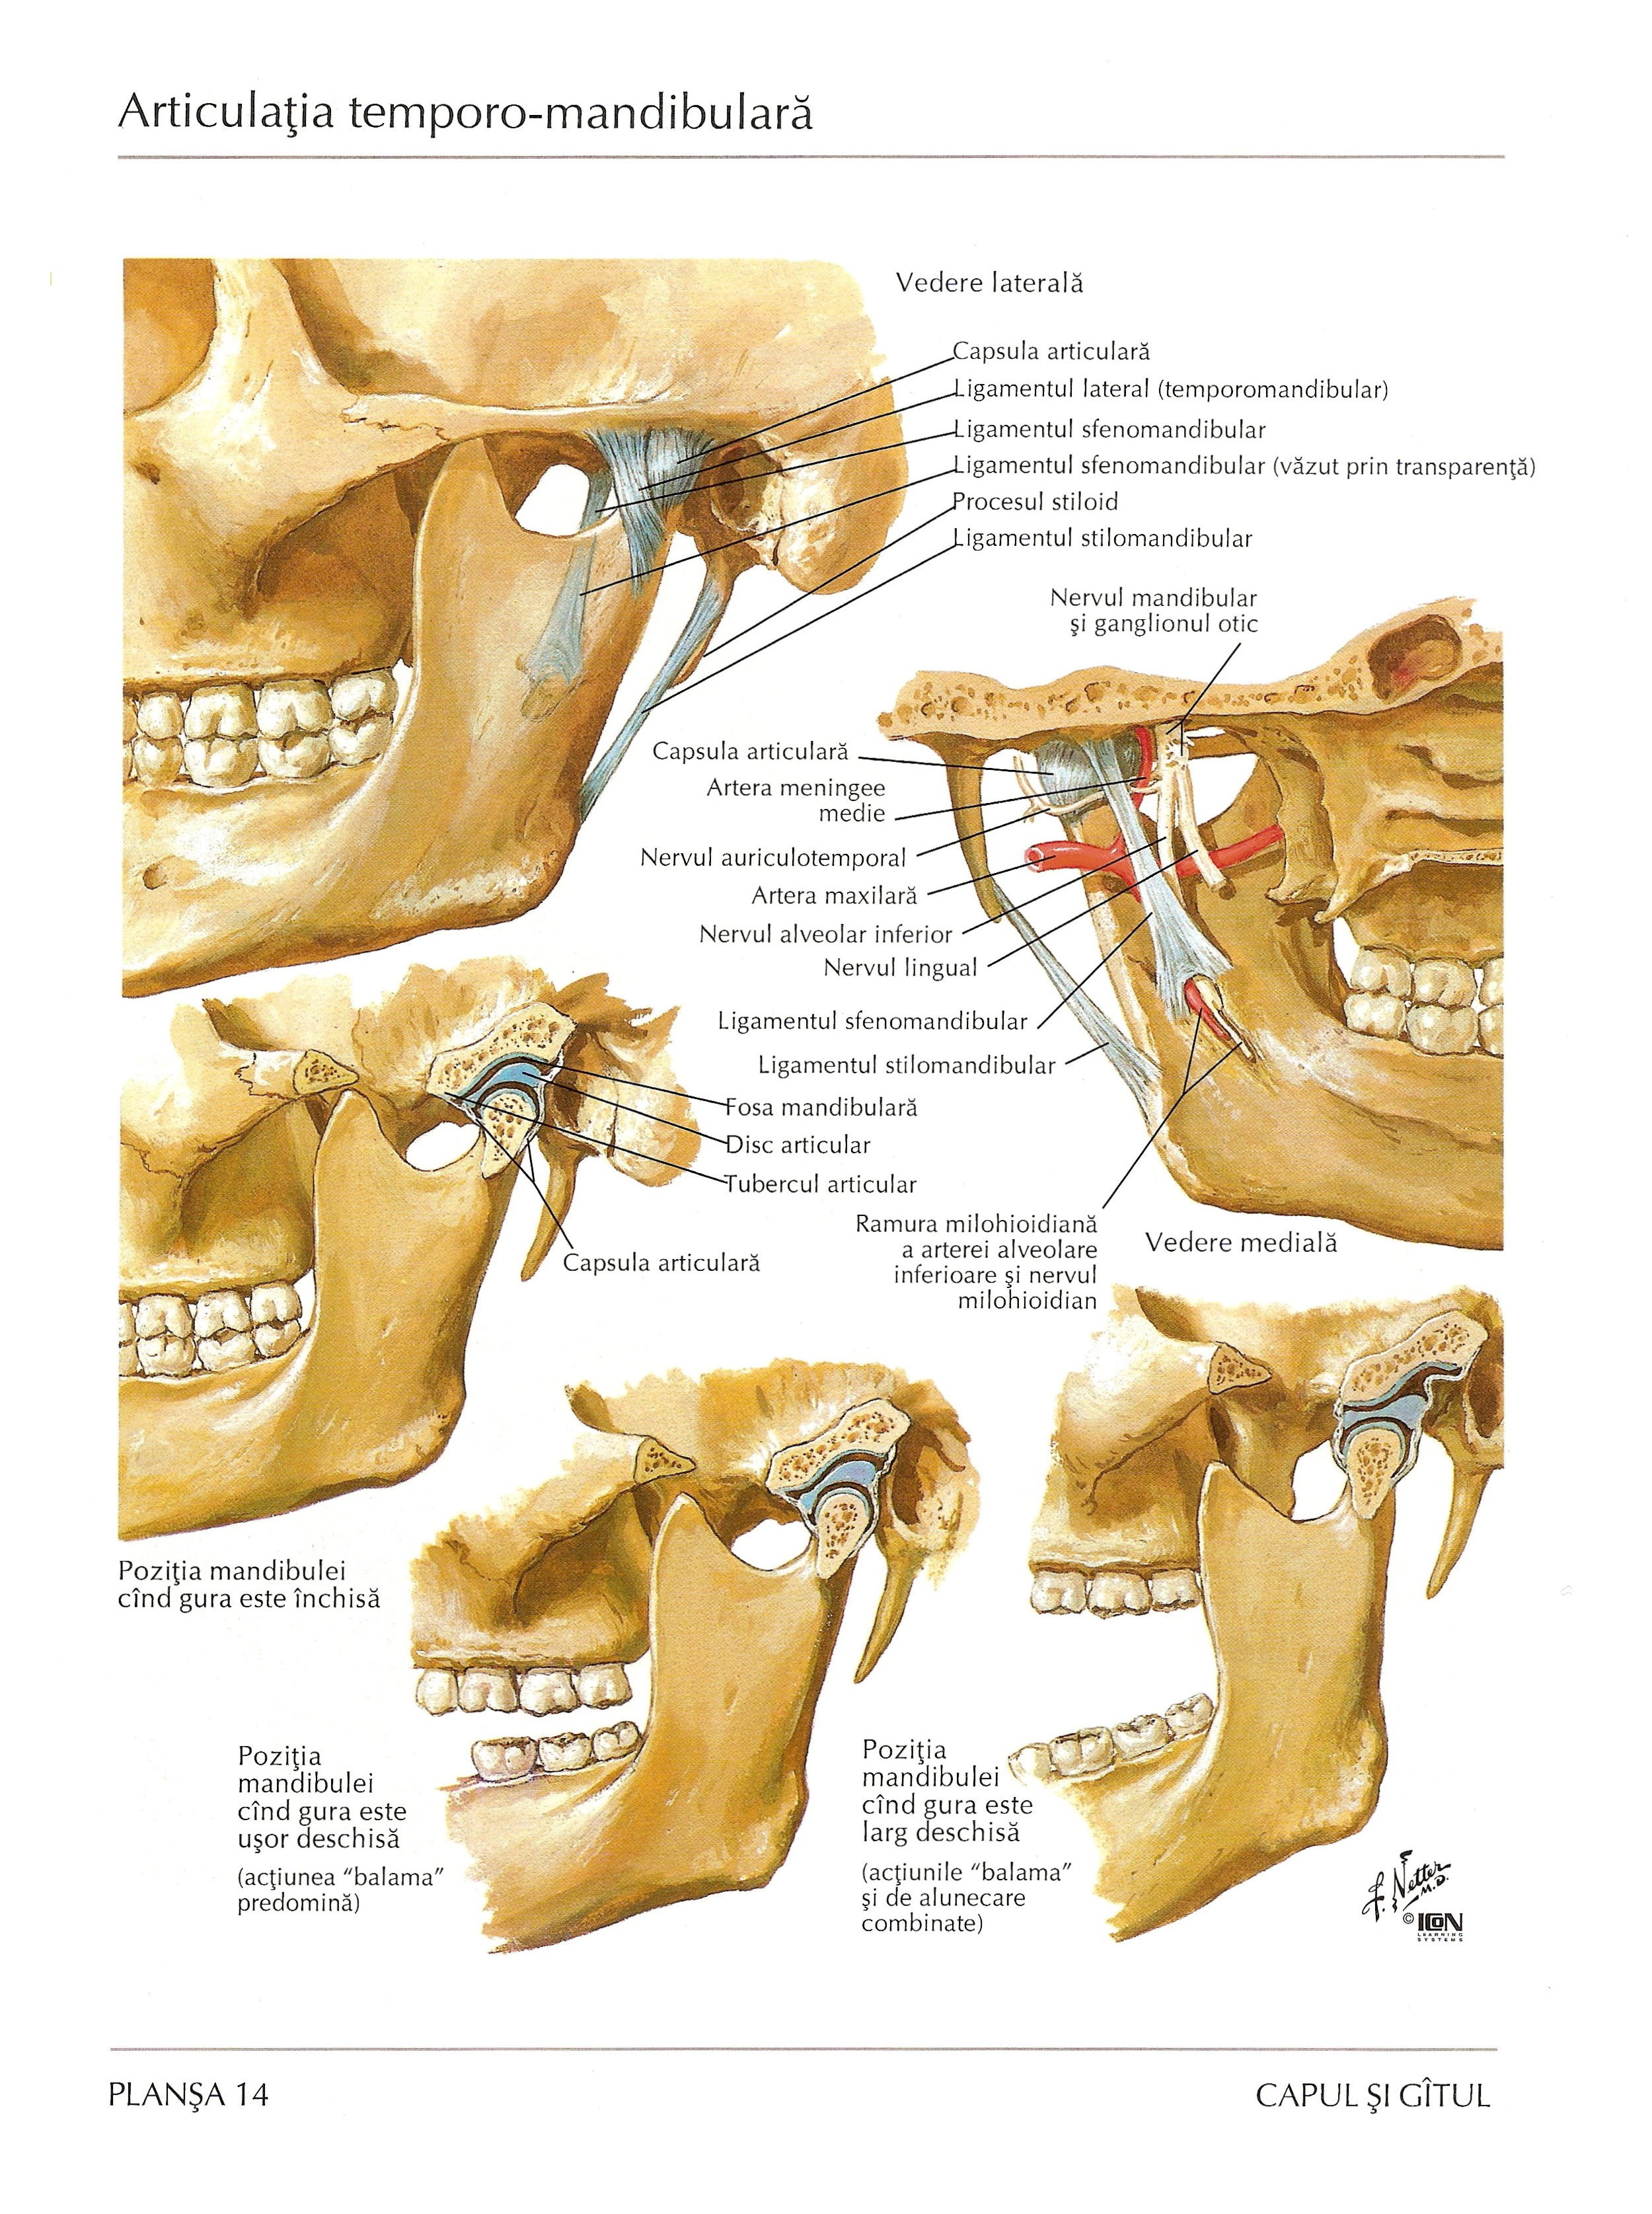 Articulaţia temporo-mandibulară
Vedere laterală
Capsula articulară
Ligamentul lateral (temporomandibular)
Ligamentul sfenomandibular
Ligamentul sfenomandibular (văzut prin transparenţă)
Procesul stiloid
Ligamentul stilomandibular
Nervul mandibular
şi ganglionul otic
Capsula articulară
Artera meningee
medie
Nervul auriculotemporal
Artera maxilară
Nervul alveolar inferior
Nervul lingual
Ligamentul sfenomandibular
Ligamentul stilomandibular
Fosa mandibulară
Disc articular
Tubercul articular
Capsula articulară
Ramura milohioidiană
a arterei alveolare
inferioare şi nervul
milohioidian
Vedere medială
Poziţia mandibulei
cînd gura este închisă
Poziţia
mandibulei
cînd gura este
uşor deschisă
(acţiunea “balama”
predomină)
Poziţia
mandibulei
cînd gura este
larg deschisă
(acţiunile “balama”
şi de alunecare
combinate)
F. Netter
M.D.
© ICON
LEARNING
SYSTEMS
PLANŞA 14
CAPUL ŞI GÎTUL